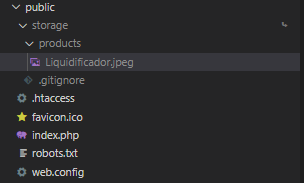 public
storage
products
Liquidificador.jpeg
.gitignore
.htaccess
favicon.ico
index.php
robots.txt
web.config